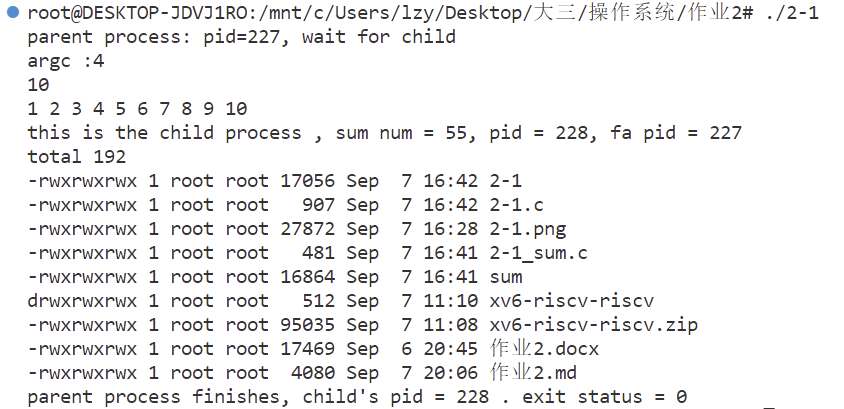 root@DESKTOP-JDVJ1RO:/mnt/c/Users/lzy/Desktop/大三/操作系统/作业2# ./2-1
parent process: pid=227, wait for child
argc :4
10
1 2 3 4 5 6 7 8 9 10
this is the child process , sum num = 55, pid = 228, fa pid = 227
total 192
-rwxrwxrwx 1 root root 17056 Sep  7 16:42 2-1
-rwxrwxrwx 1 root root   907 Sep  7 16:42 2-1.c
-rwxrwxrwx 1 root root 27872 Sep  7 16:28 2-1.png
-rwxrwxrwx 1 root root   481 Sep  7 16:41 2-1_sum.c
-rwxrwxrwx 1 root root 16864 Sep  7 16:41 sum
drwxrwxrwx 1 root root   512 Sep  7 11:10 xv6-riscv-riscv
-rwxrwxrwx 1 root root 95035 Sep  7 11:08 xv6-riscv-riscv.zip
-rwxrwxrwx 1 root root 17469 Sep  6 20:45 作业2.docx
-rwxrwxrwx 1 root root  4080 Sep  7 20:06 作业2.md
parent process finishes, child's pid = 228 . exit status = 0